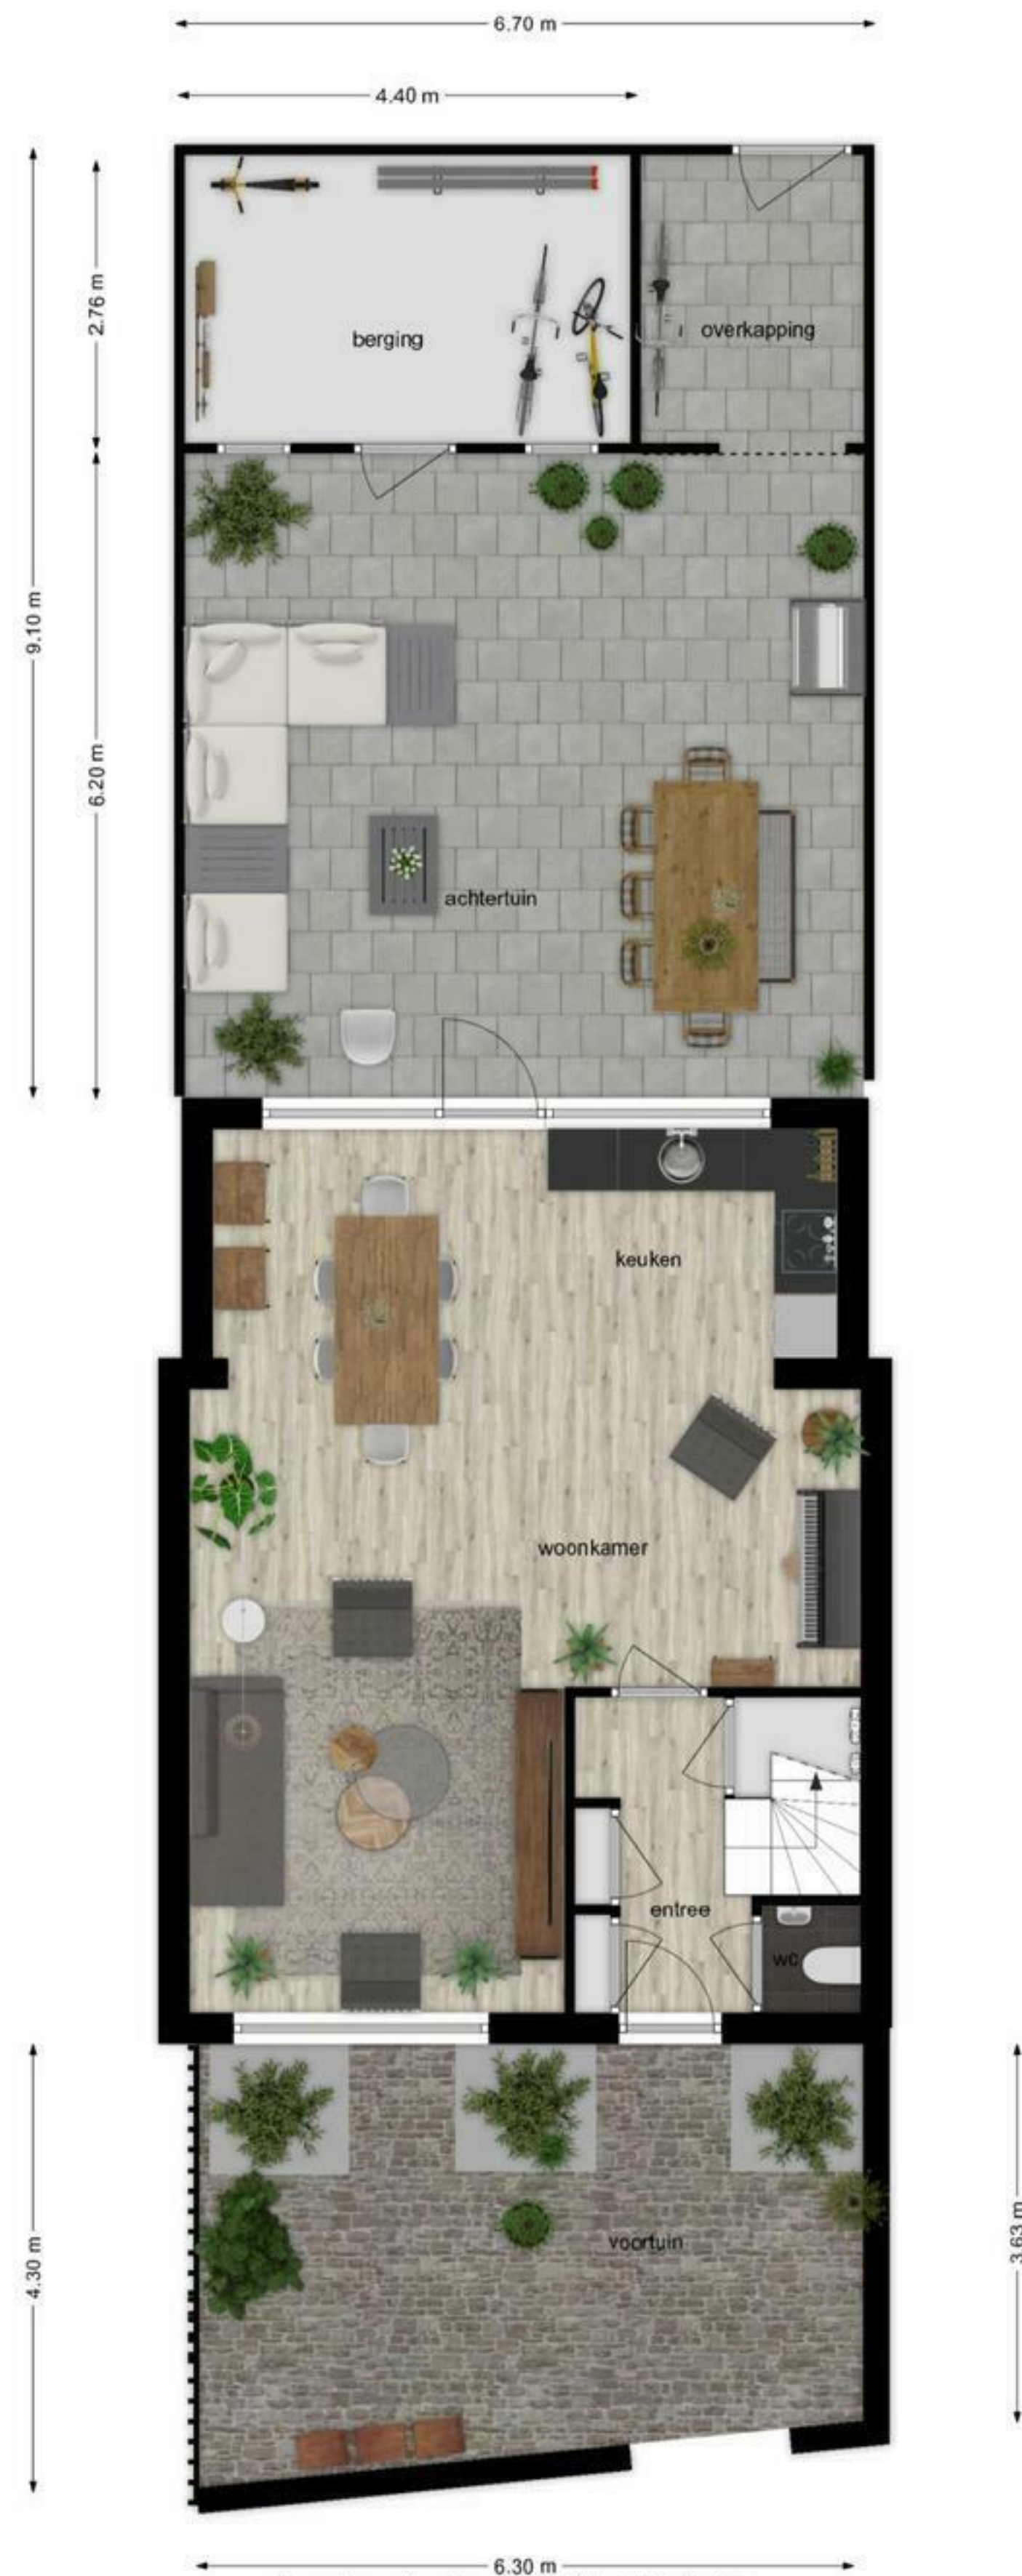 6.70 m
4.40 m
2.76 m
berging
overkapping
9.10 m
6.20 m
achtertuin
keuken
woonkamer
entree
wc
voortuin
4.30 m
3.63 m
6.30 m